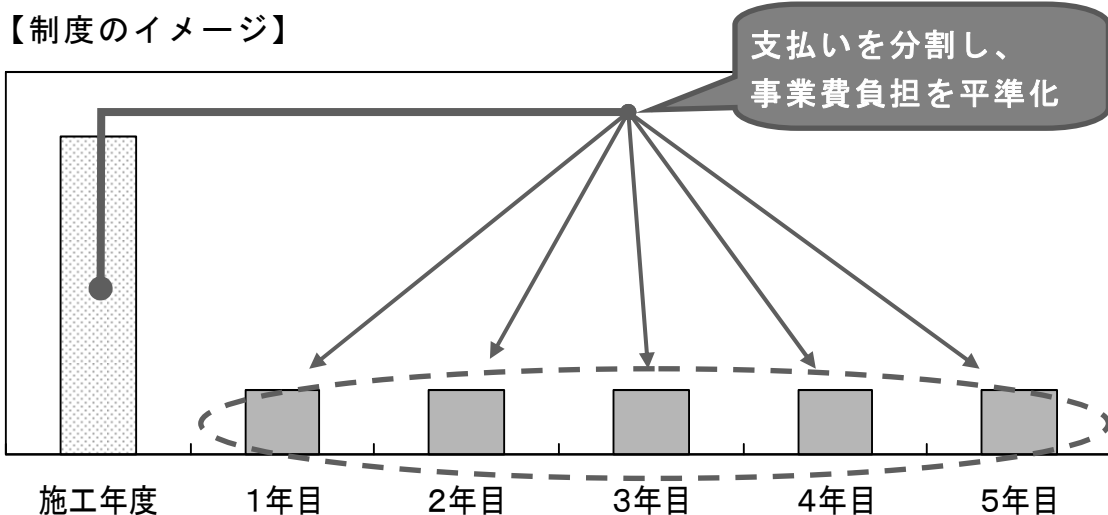 【制度のイメージ】
支払いを分割し、
事業費負担を平準化
施工年度
1年目
2年目
3年目
4年目
5年目